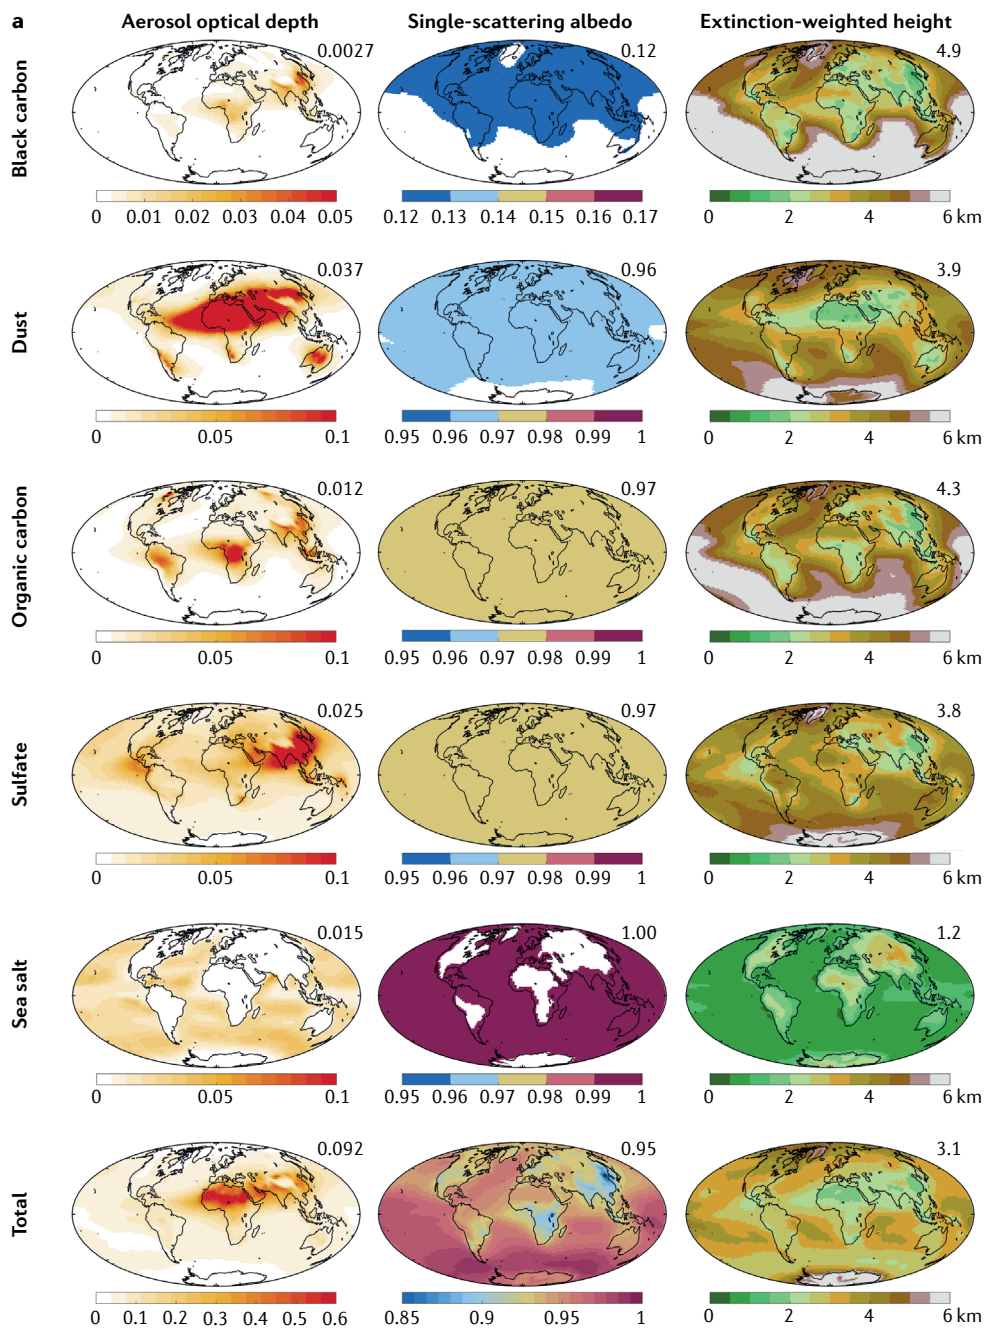 a
Aerosol optical depth Single-scattering albedo Extinction-weighted height
Black carbon
0.0027 0.12 4.9
0 0.01 0.02 0.03 0.04 0.05
0.12 0.13 0.14 0.15 0.16 0.17
0 2 4 6 km
Dust
0.037 0.96 3.9
0 0.05 0.1
0.95 0.96 0.97 0.98 0.99 1
0 2 4 6 km
Organic carbon
0.012 0.97 4.3
0 0.05 0.1
0.95 0.96 0.97 0.98 0.99 1
0 2 4 6 km
Sulfate
0.025 0.97 3.8
0 0.05 0.1
0.95 0.96 0.97 0.98 0.99 1
0 2 4 6 km
Sea salt
0.015 1.00 1.2
0 0.05 0.1
0.95 0.96 0.97 0.98 0.99 1
0 2 4 6 km
Total
0.092 0.95 3.1
0 0.1 0.2 0.3 0.4 0.5 0.6
0.85 0.9 0.95 1
0 2 4 6 km